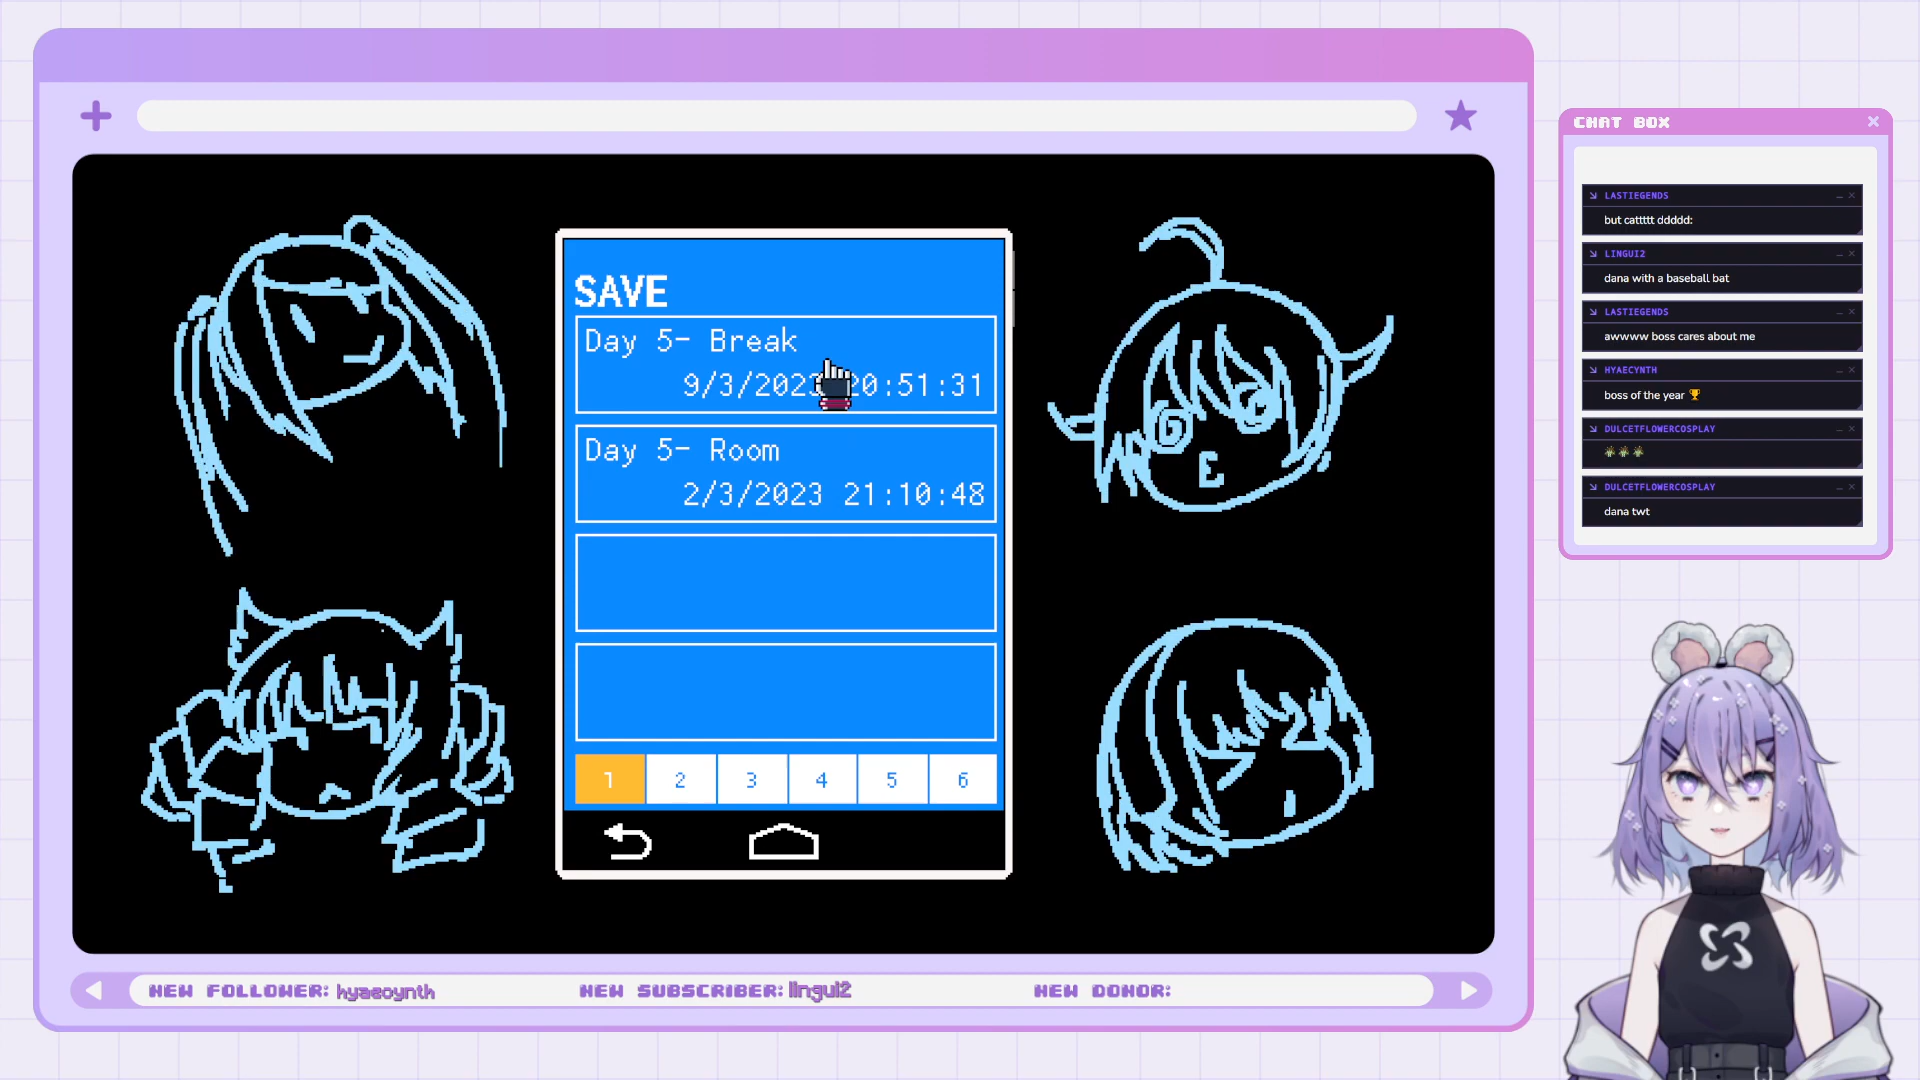 SAVE
Day 5- Break
9/3/2023 20:51:31
Day 5- Room
2/3/2023 21:10:48
1 2 3 4 5 6
CHAT BOX
LASTIEGENDS
but cattttt ddddd:
LINGUI2
dana with a baseball bat
LASTIEGENDS
awwww boss cares about me
HYAECYNTH
boss of the year 🏆
DULCETFLOWERCOSPLAY
DULCETFLOWERCOSPLAY
dana twt
NEW FOLLOWER: hyaecynth
NEW SUBSCRIBER: lingui2
NEW DONOR: